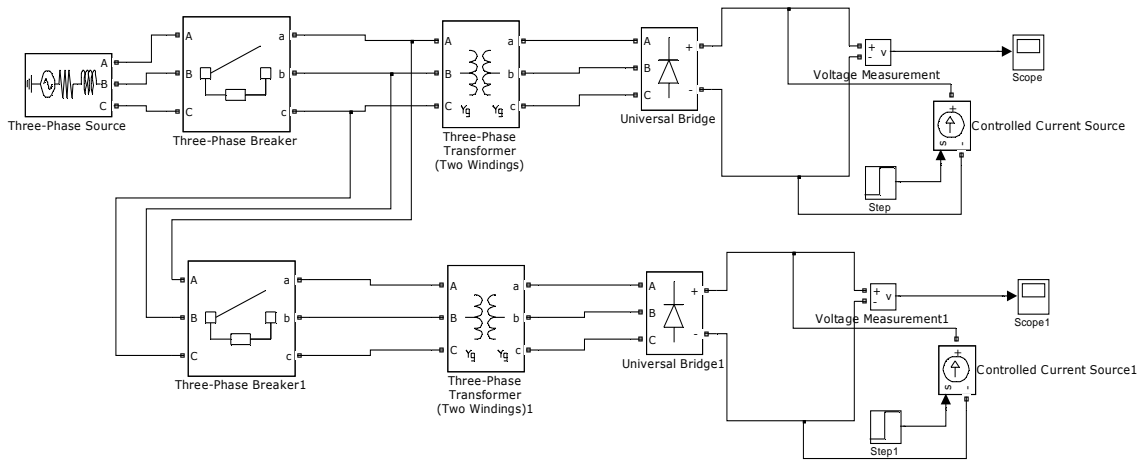 A
B
C
Three-Phase Source
A
B
C
a
b
c
Three-Phase Breaker
A
B
C
a
b
c
Yg
Yg
Three-Phase
Transformer
(Two Windings)
A
B
C
+
-
Universal Bridge
+
-
v
Voltage Measurement
Scope
+
s
-
Controlled Current Source
Step
A
B
C
a
b
c
Three-Phase Breaker1
A
B
C
a
b
c
Yg
Yg
Three-Phase
Transformer
(Two Windings)1
A
B
C
+
-
Universal Bridge1
+
-
v
Voltage Measurement1
Scope1
+
s
-
Controlled Current Source1
Step1